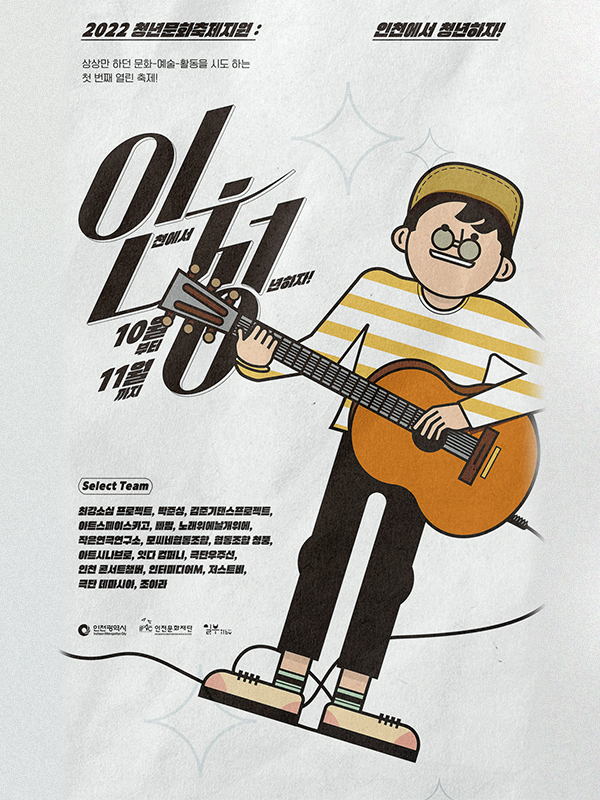 2022 청년문화축제지원 :
인천에서 청년하자!
상상만 하던 문화-예술-활동을 시도 하는
첫 번째 열린 축제!
인천에서
청년하자!
10월
부터
11월
까지
Select Team
최강소심 프로젝트, 박준성, 김준기댄스프로젝트,
아트스페이스키고, 빠람, 노래위에날개위에,
작은연극연구소, 모씨네협동조합, 협동조합 청풍,
아트시나브로, 잇다 컴퍼니, 극단우주선,
인천 콘서트챔버, 인터미디어M, 저스트비,
극단 데마시아, 조아라
인천광역시
인천문화재단